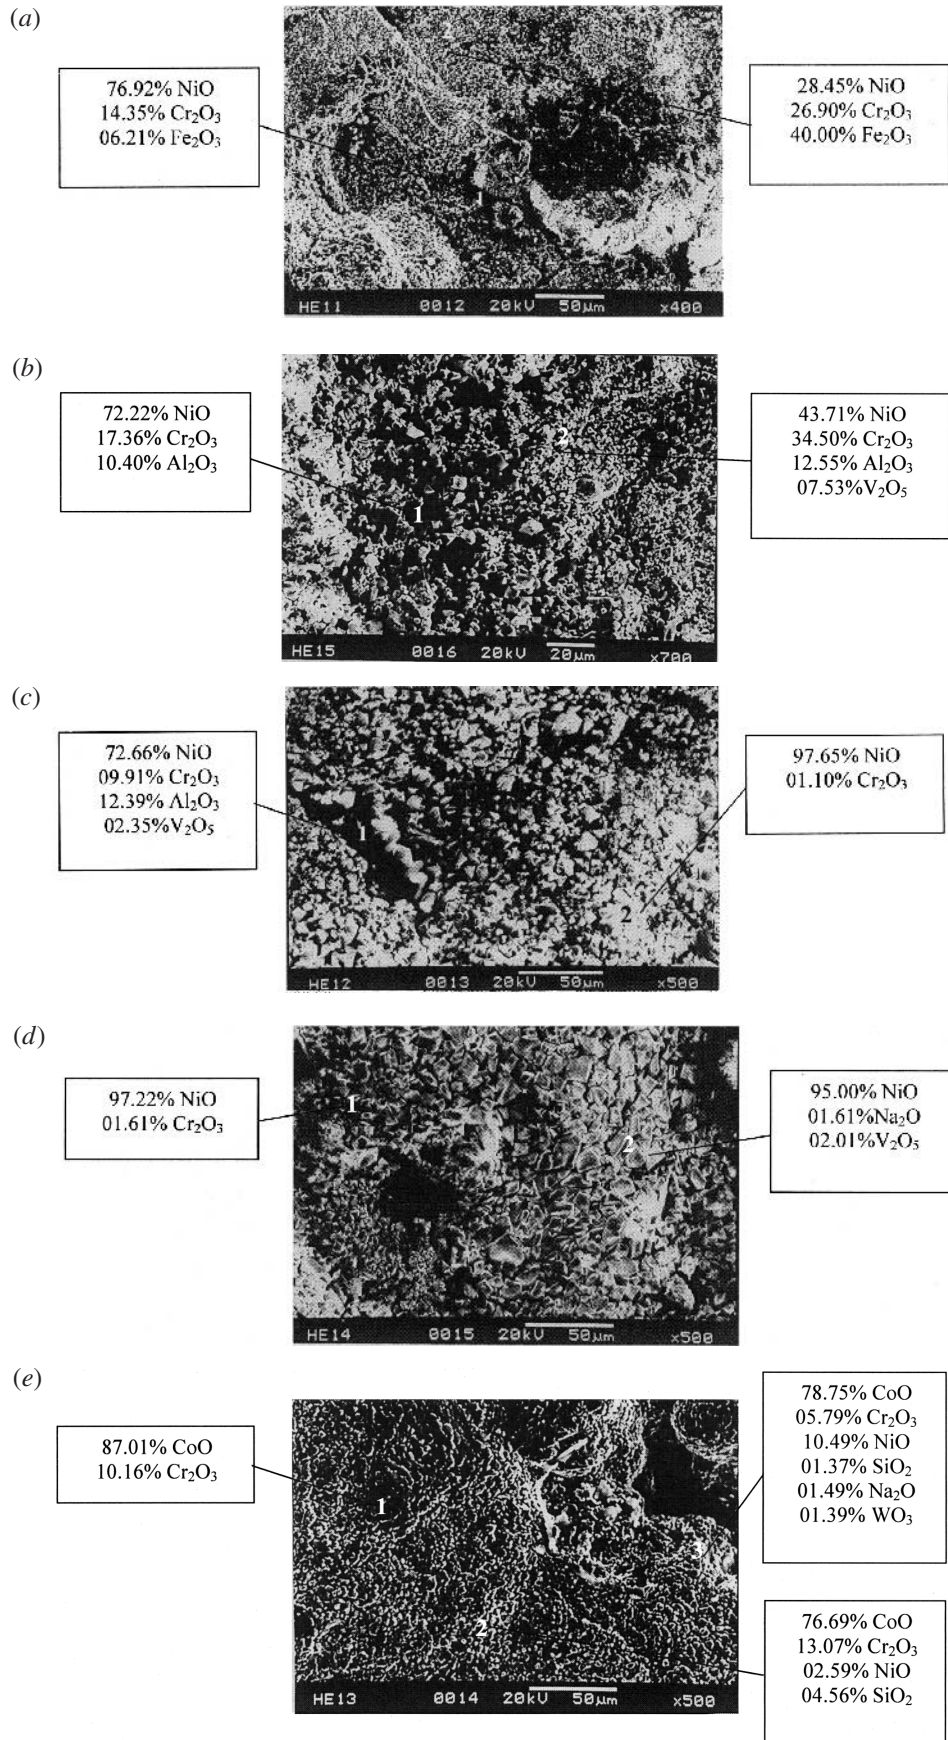 (a)
76.92% NiO
14.35% Cr₂O₃
06.21% Fe₂O₃
2
1
28.45% NiO
26.90% Cr₂O₃
40.00% Fe₂O₃
HE11 0012 20kV 50µm x400
(b)
72.22% NiO
17.36% Cr₂O₃
10.40% Al₂O₃
2
1
43.71% NiO
34.50% Cr₂O₃
12.55% Al₂O₃
07.53%V₂O₅
HE15 0016 20kV 20µm x700
(c)
72.66% NiO
09.91% Cr₂O₃
12.39% Al₂O₃
02.35%V₂O₅
1
2
97.65% NiO
01.10% Cr₂O₃
HE12 0013 20kV 50µm x500
(d)
97.22% NiO
01.61% Cr₂O₃
1
2
95.00% NiO
01.61%Na₂O
02.01%V₂O₅
HE14 0015 20kV 50µm x500
(e)
87.01% CoO
10.16% Cr₂O₃
1
2
3
78.75% CoO
05.79% Cr₂O₃
10.49% NiO
01.37% SiO₂
01.49% Na₂O
01.39% WO₃
76.69% CoO
13.07% Cr₂O₃
02.59% NiO
04.56% SiO₂
HE13 0014 20kV 50µm x500